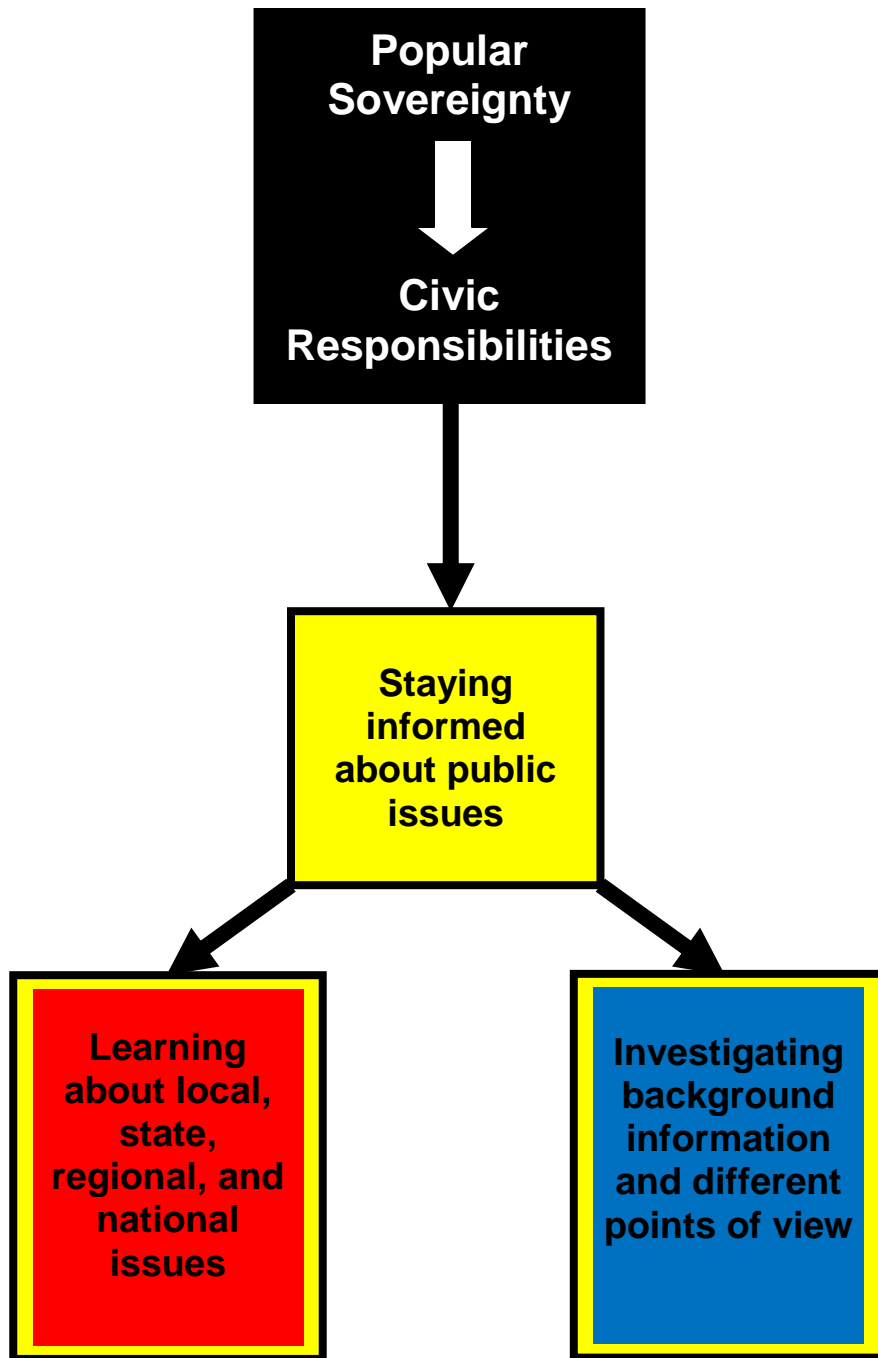 Popular
Sovereignty
Civic
Responsibilities
Staying
informed
about public
issues
Learning
about local,
state,
regional, and
national
issues
Investigating
background
information
and different
points of view